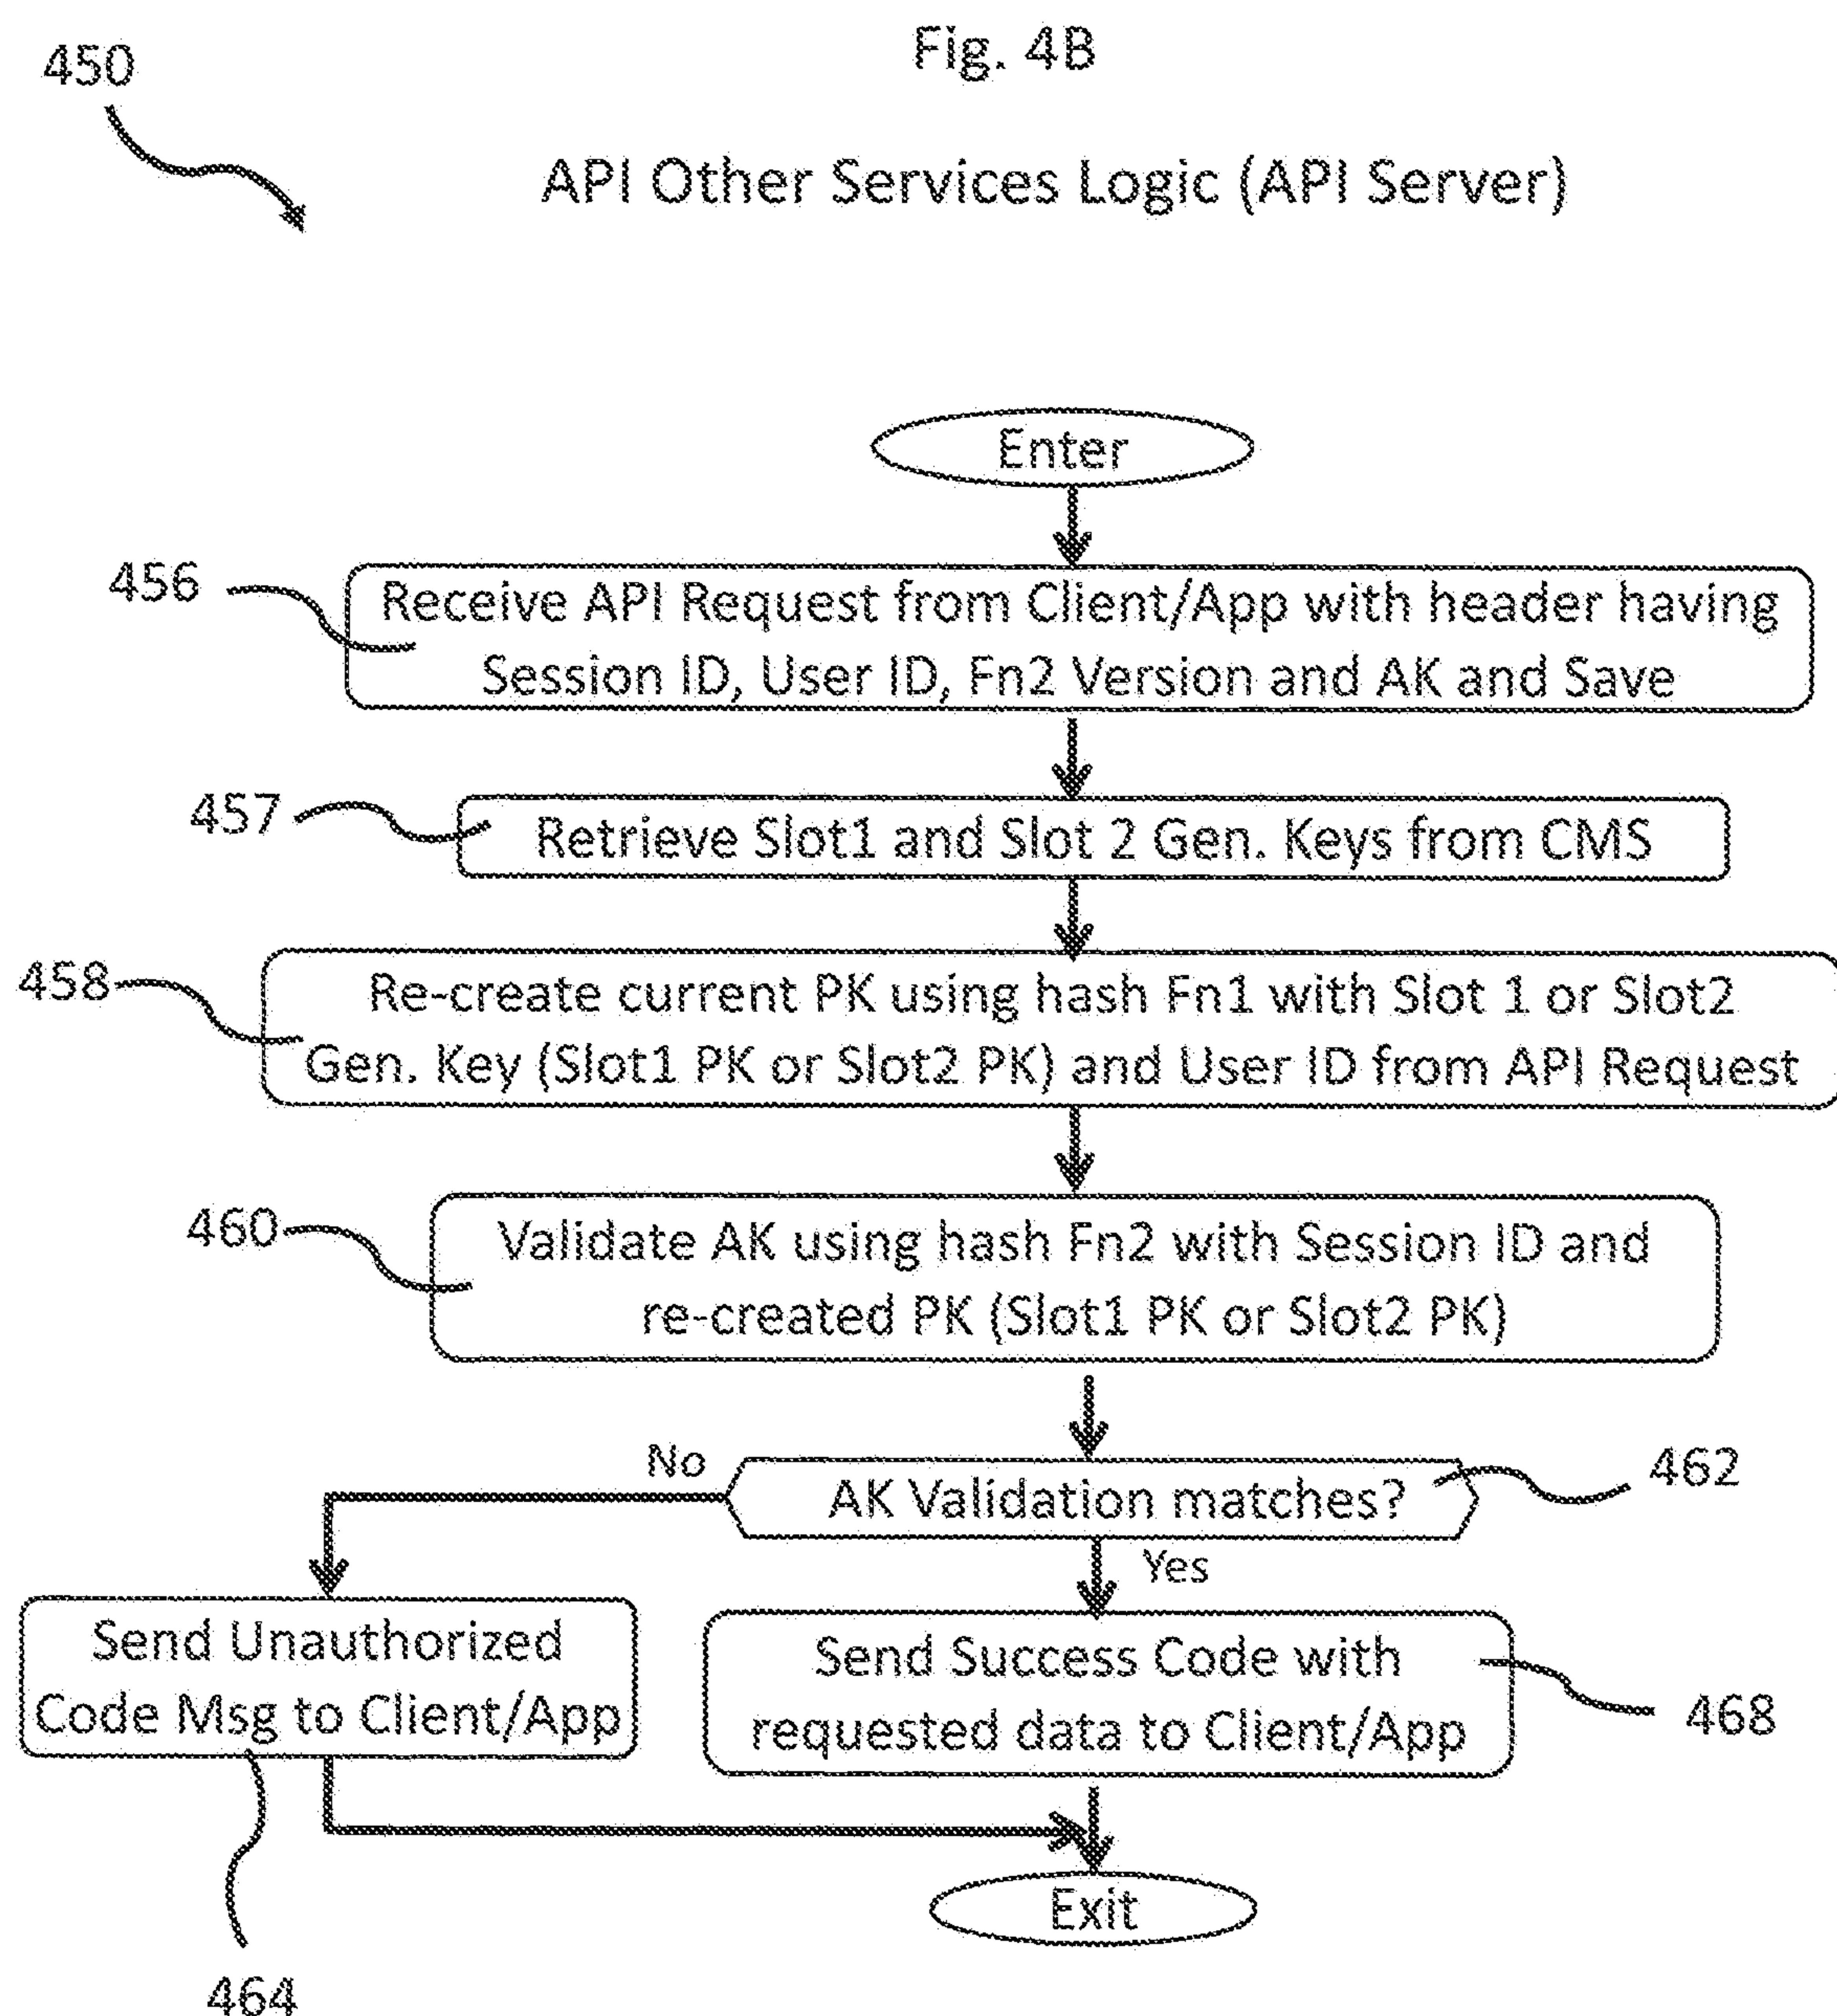 450
Fig. 4B
API Other Services Logic (API Server)
Enter
456
Receive API Request from Client/App with header having
Session ID, User ID, Fn2 Version and AK and Save
457
Retrieve Slot1 and Slot 2 Gen. Keys from CMS
458
Re-create current PK using hash Fn1 with Slot 1 or Slot2
Gen. Key (Slot1 PK or Slot2 PK) and User ID from API Request
460
Validate AK using hash Fn2 with Session ID and
re-created PK (Slot1 PK or Slot2 PK)
No
AK Validation matches?
462
Yes
Send Unauthorized
Code Msg to Client/App
Send Success Code with
requested data to Client/App
468
Exit
464